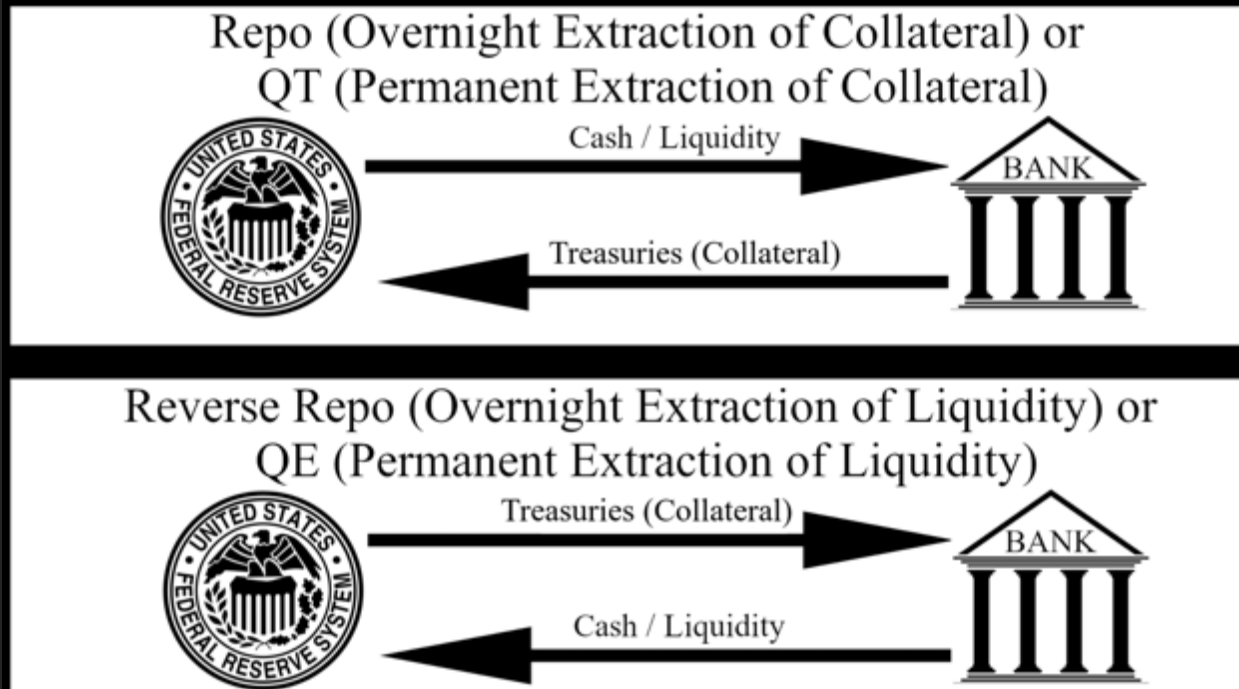 Repo (Overnight Extraction of Collateral) or
QT (Permanent Extraction of Collateral)
Cash / Liquidity
UNITED STATES
FEDERAL RESERVE SYSTEM
BANK
Treasuries (Collateral)
Reverse Repo (Overnight Extraction of Liquidity) or
QE (Permanent Extraction of Liquidity)
Treasuries (Collateral)
UNITED STATES
FEDERAL RESERVE SYSTEM
BANK
Cash / Liquidity